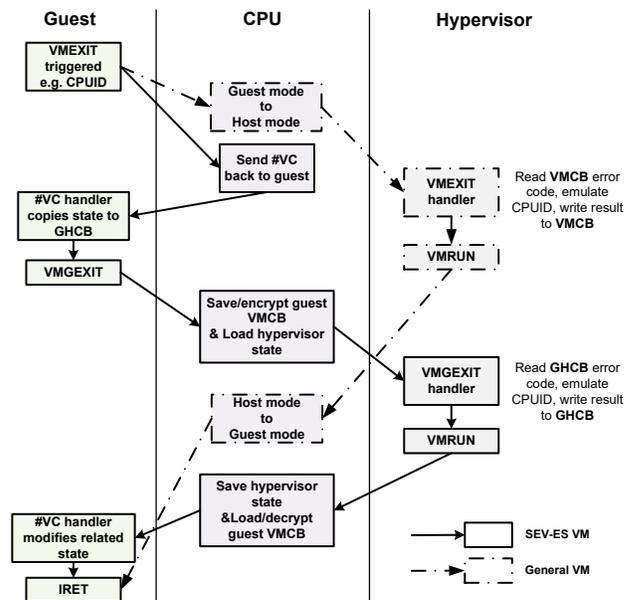 Guest
CPU
Hypervisor
VMEXIT
triggered
e.g. CPUID
Guest mode
to
Host mode
Send #VC
back to guest
VMEXIT
handler
Read VMCB error
code, emulate
CPUID, write result
to VMCB
#VC handler
copies state to
GHCB
VMRUN
VMGEXIT
Save/encrypt guest
VMCB
& Load hypervisor
state
VMGEXIT
handler
Read GHCB error
code, emulate
CPUID, write result
to GHCB
Host mode
to
Guest mode
VMRUN
Save hypervisor
state
&Load/decrypt
guest VMCB
#VC handler
modifies related
state
IRET
SEV-ES VM
General VM